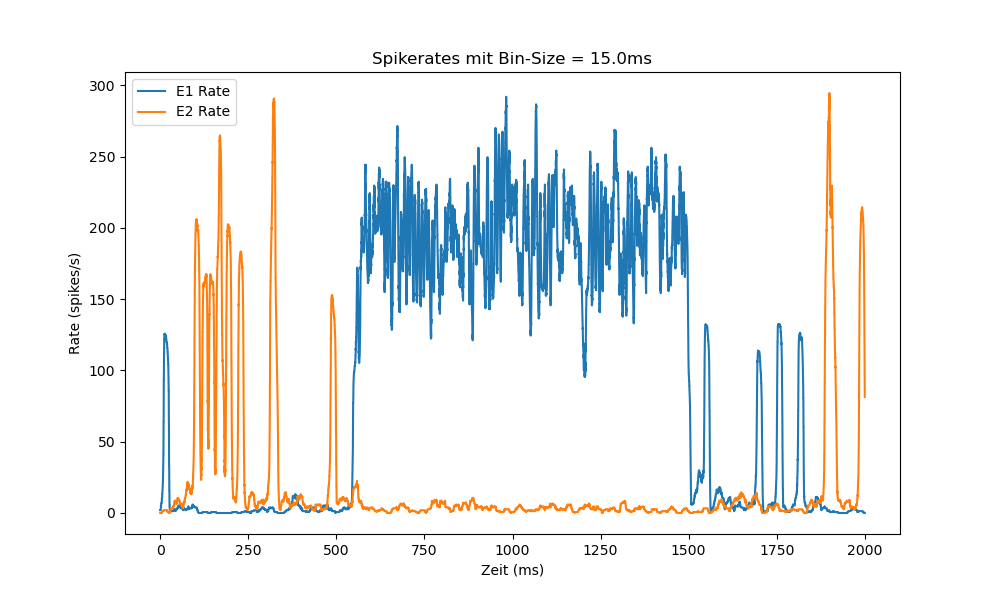 Spikerates mit Bin-Size = 15.0ms
E1 Rate
E2 Rate
Rate (spikes/s)
300
250
200
150
100
50
0
0 250 500 750 1000 1250 1500 1750 2000
Zeit (ms)